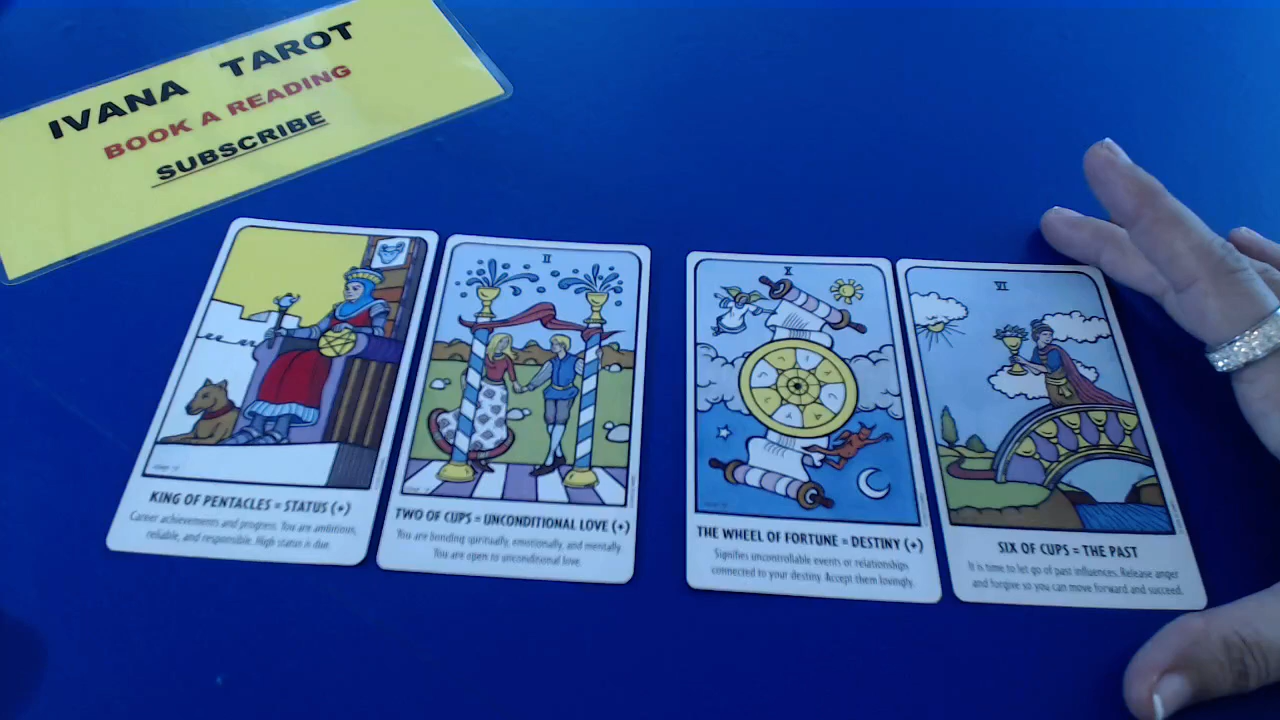 IVANA TAROT
BOOK A READING
SUBSCRIBE
KING OF PENTACLES = STATUS (+)
Career achievements and progress. You are ambitious,
reliable, and responsible. High status is due.
II
TWO OF CUPS = UNCONDITIONAL LOVE (+)
You are bonding spiritually, emotionally, and mentally.
You are open to unconditional love.
X
THE WHEEL OF FORTUNE = DESTINY (+)
Signifies uncontrollable events or relationships
connected to your destiny. Accept them lovingly.
VI
SIX OF CUPS = THE PAST
It is time to let go of past influences. Release anger
and forgive so you can move forward and succeed.